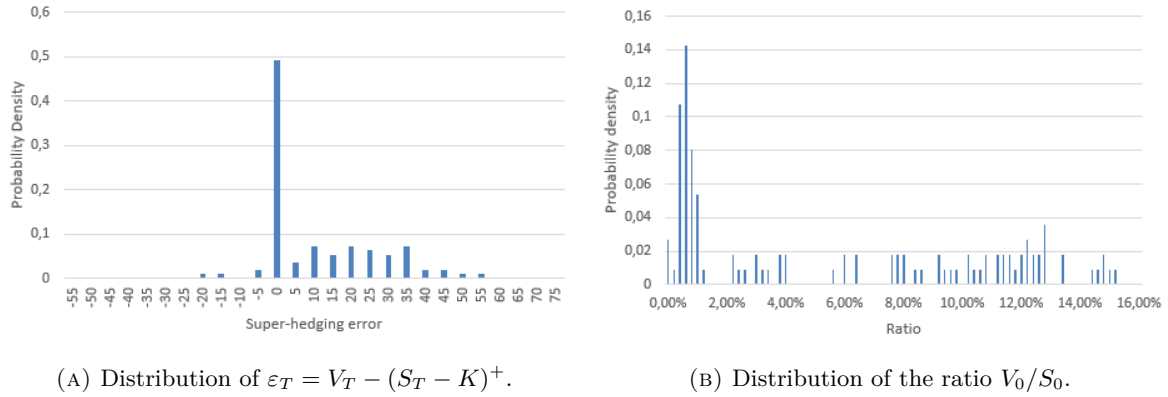 0,6
0,5
0,4
0,3
0,2
0,1
0
Probability Density
-55 -50 -45 -40 -35 -30 -25 -20 -15 -10 -5 0 5 10 15 20 25 30 35 40 45 50 55 60 65 70 75
Super-hedging error
(A) Distribution of ε_T = V_T − (S_T − K)⁺.
0,16
0,14
0,12
0,1
0,08
0,06
0,04
0,02
0
Probability density
0,00% 2,00% 4,00% 6,00% 8,00% 10,00% 12,00% 14,00% 16,00%
Ratio
(B) Distribution of the ratio V_0/S_0.